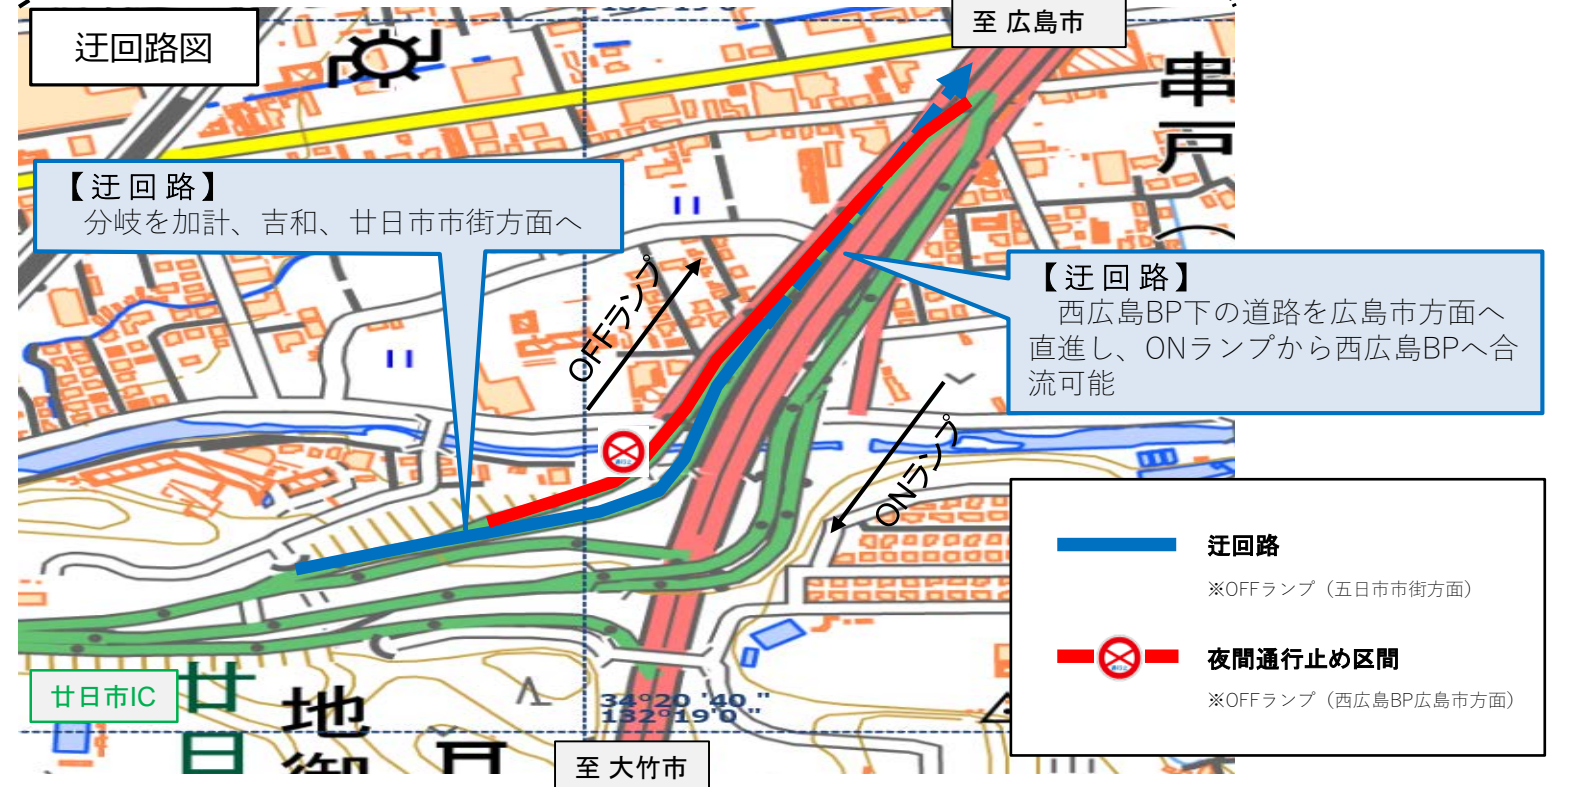 至 広島市
迂回路図
串
戸
【迂回路】
分岐を加計、吉和、廿日市市街方面へ
OFFランプ
【迂回路】
西広島BP下の道路を広島市方面へ
直進し、ONランプから西広島BPへ合
流可能
ONランプ
迂回路
※OFFランプ（五日市市街方面）
夜間通行止め区間
※OFFランプ（西広島BP広島市方面）
廿日市IC
廿
日
地
御
34°20'40"
132°19'0"
至 大竹市